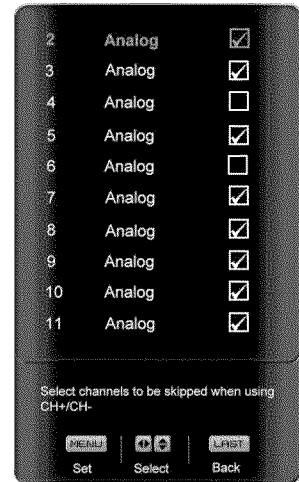 2 Analog
3 Analog
4 Analog
5 Analog
6 Analog
7 Analog
8 Analog
9 Analog
10 Analog
11 Analog
Select channels to be skipped when using
CH+/CH-
MENU LAST
Set Select Back